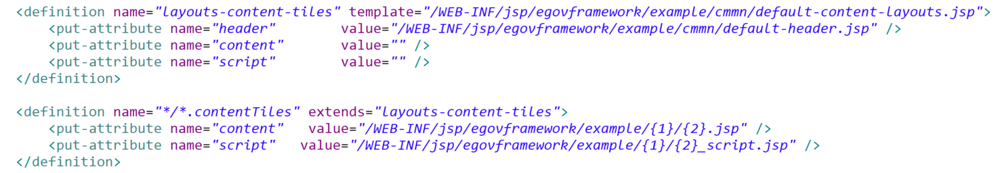 <definition name="layouts-content-tiles" template="/WEB-INF/jsp/egovframework/example/cmmn/default-content-layouts.jsp">
    <put-attribute name="header"        value="/WEB-INF/jsp/egovframework/example/cmmn/default-header.jsp" />
    <put-attribute name="content"       value="" />
    <put-attribute name="script"        value="" />
</definition>

<definition name="*/*.contentTiles" extends="layouts-content-tiles">
    <put-attribute name="content"   value="/WEB-INF/jsp/egovframework/example/{1}/{2}.jsp" />
    <put-attribute name="script"   value="/WEB-INF/jsp/egovframework/example/{1}/{2}_script.jsp" />
</definition>